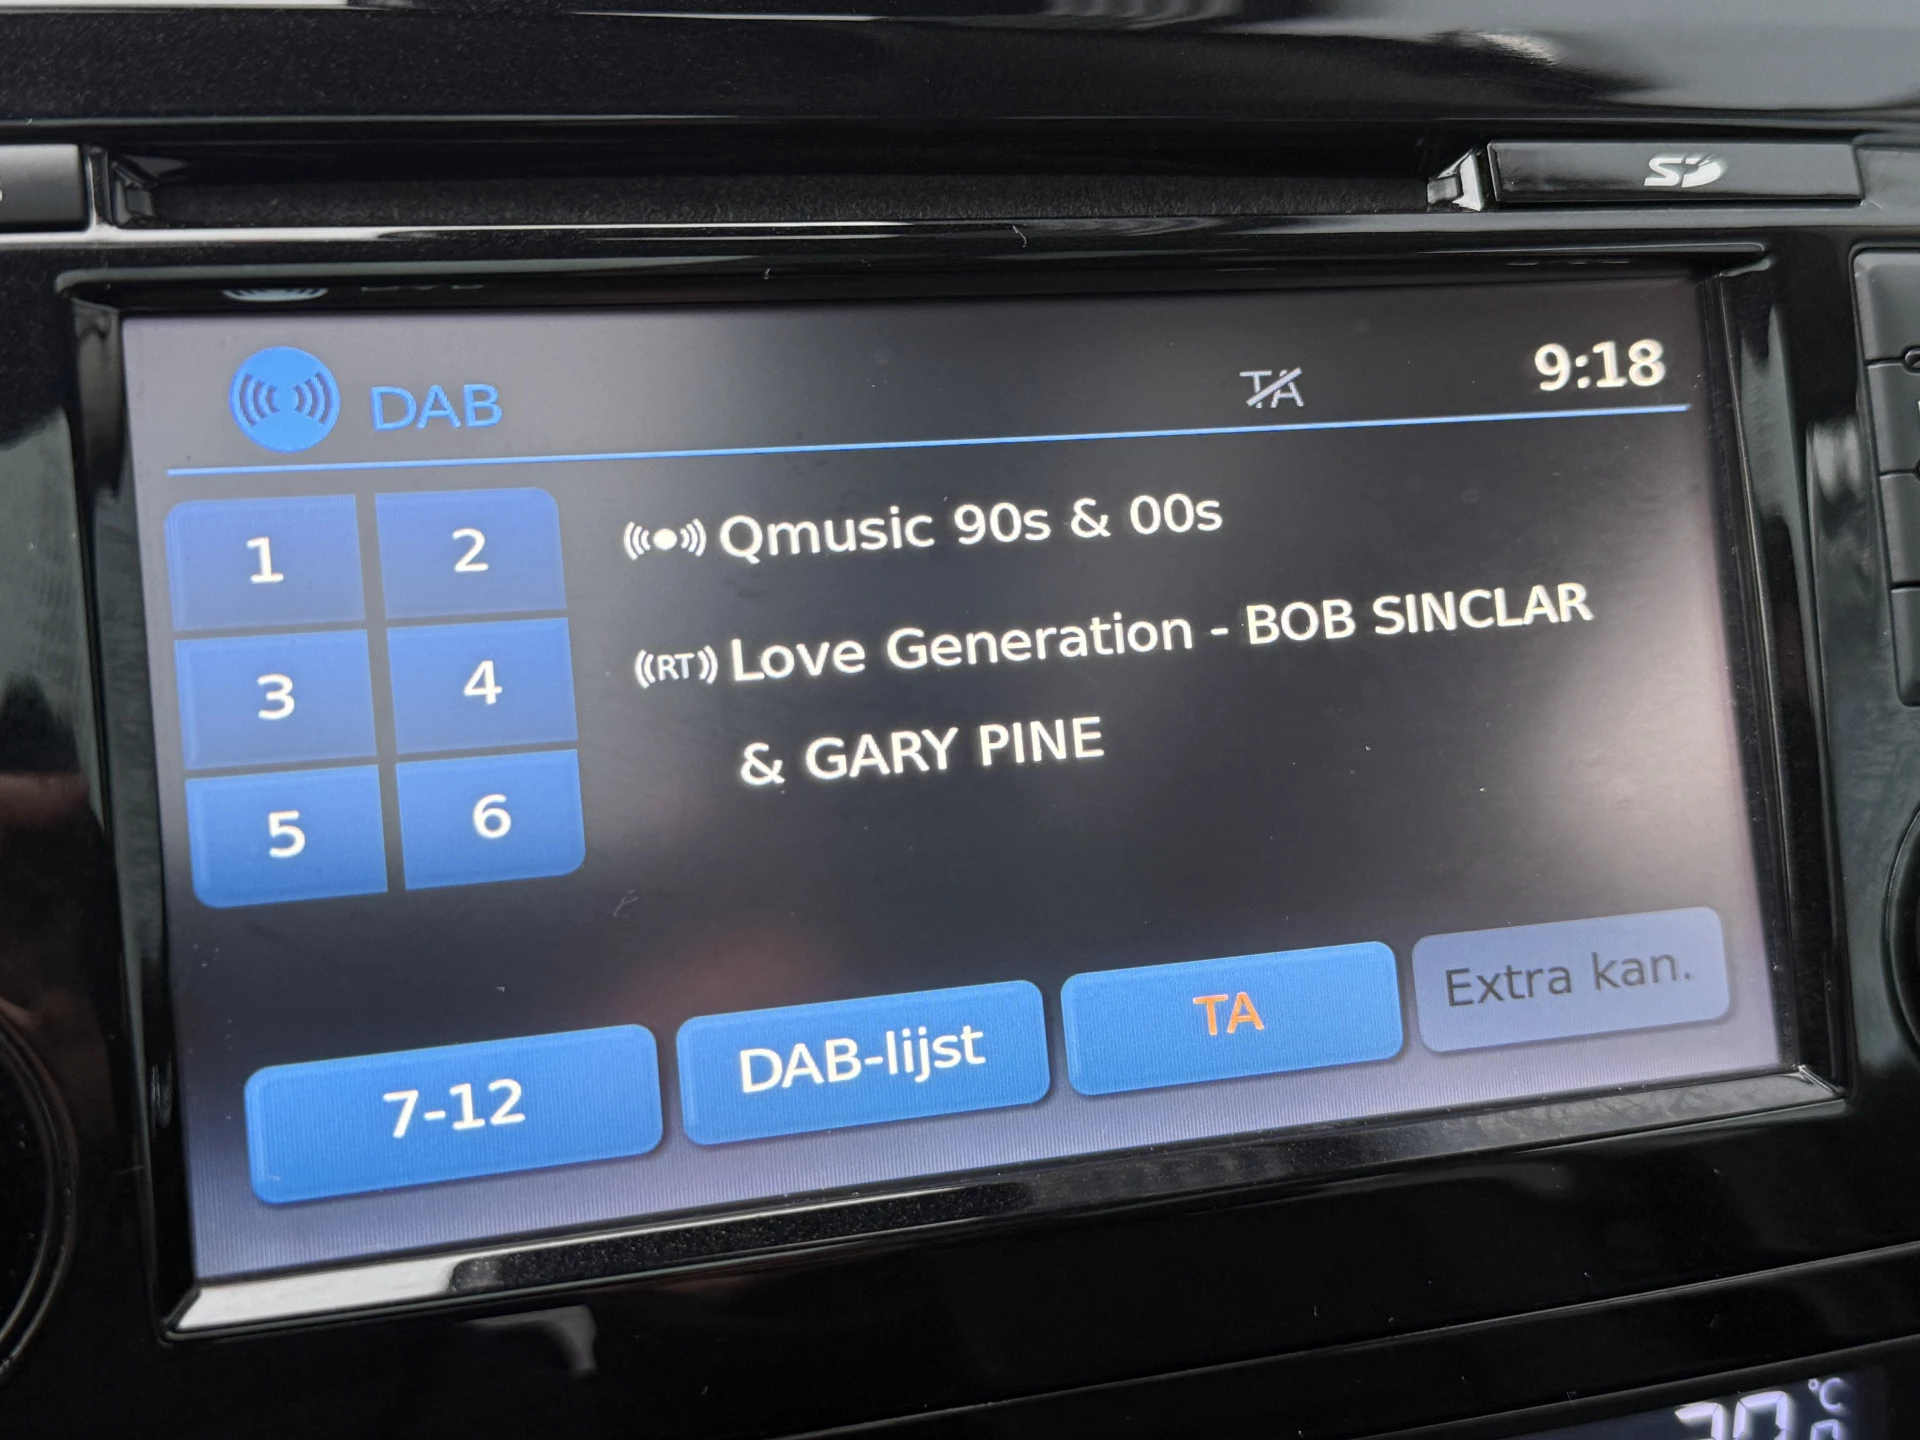 SD
DAB
TA
9:18
1
2
Qmusic 90s & 00s
3
4
((RT)) Love Generation - BOB SINCLAR
& GARY PINE
5
6
7-12
DAB-lijst
TA
Extra kan.
°C